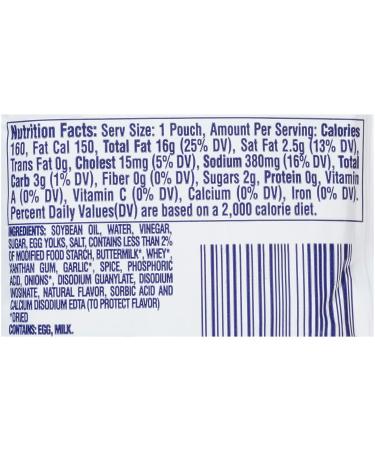 Nutrition Facts: Serv Size: 1 Pouch, Amount Per Serving: Calories
160, Fat Cal 150, Total Fat 16g (25% DV), Sat Fat 2.5g (13% DV),
Trans Fat 0g, Cholest 15mg (5% DV), Sodium 380mg (16% DV), Total
Carb 3g (1% DV), Fiber 0g (0% DV), Sugars 2g, Protein 0g, Vitamin
A (0% DV), Vitamin C (0% DV), Calcium (0% DV), Iron (0% DV).
Percent Daily Values(DV) are based on a 2,000 calorie diet.
INGREDIENTS: SOYBEAN OIL, WATER, VINEGAR,
SUGAR, EGG YOLKS, SALT, CONTAINS LESS THAN 2%
OF MODIFIED FOOD STARCH, BUTTERMILK*, WHEY*,
XANTHAN GUM, GARLIC*, SPICE, PHOSPHORIC
ACID, ONIONS*, DISODIUM GUANYLATE, DISODIUM
INOSINATE, NATURAL FLAVOR, SORBIC ACID AND
CALCIUM DISODIUM EDTA (TO PROTECT FLAVOR)
*DRIED
CONTAINS: EGG, MILK.